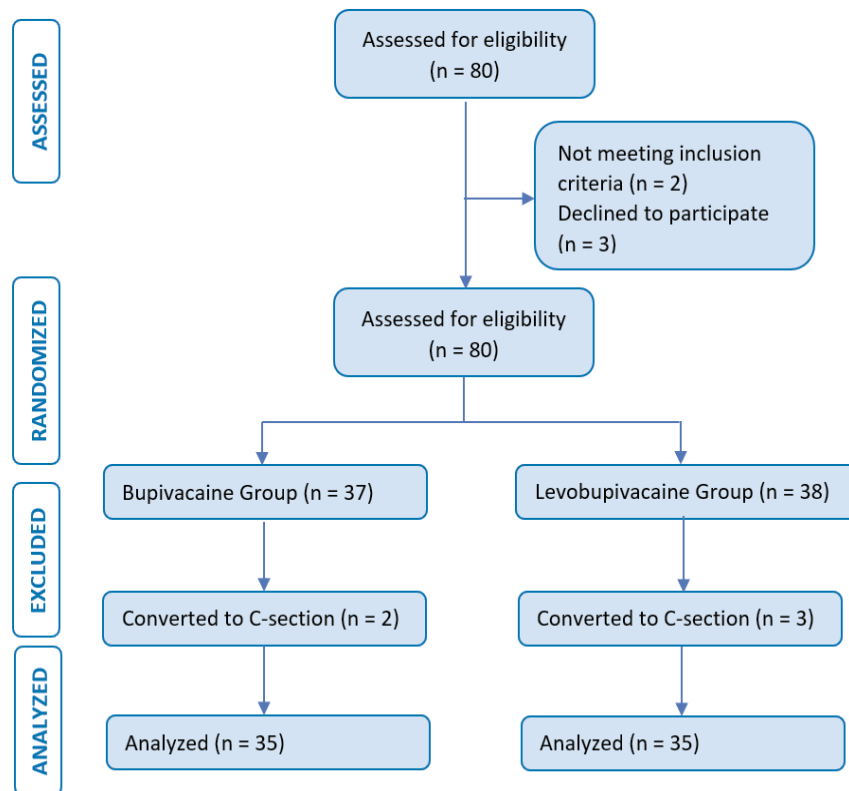 ASSESSED
Assessed for eligibility
(n = 80)
Not meeting inclusion
criteria (n = 2)
Declined to participate
(n = 3)
RANDOMIZED
Assessed for eligibility
(n = 80)
Bupivacaine Group (n = 37)
Levobupivacaine Group (n = 38)
EXCLUDED
Converted to C-section (n = 2)
Converted to C-section (n = 3)
ANALYZED
Analyzed (n = 35)
Analyzed (n = 35)